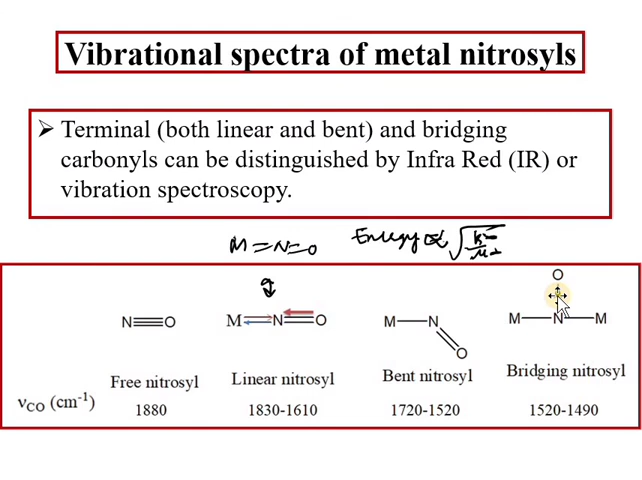 Vibrational spectra of metal nitrosyls
➤ Terminal (both linear and bent) and bridging
carbonyls can be distinguished by Infra Red (IR) or
vibration spectroscopy.
M=N=O Energy ∝ √k/μ
O
N≡O M N O M—N M—N—M
O
Free nitrosyl Linear nitrosyl Bent nitrosyl Bridging nitrosyl
νCO (cm-1) 1880 1830-1610 1720-1520 1520-1490